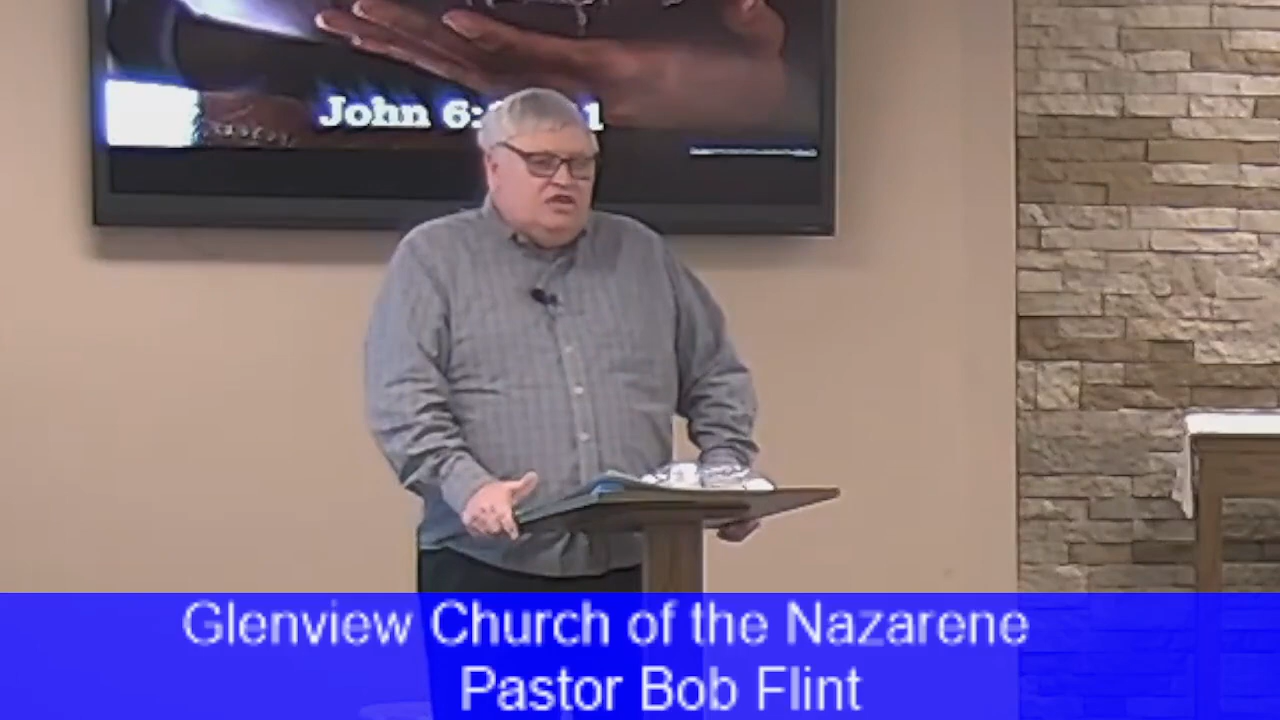 John 6:
Glenview Church of the Nazarene
Pastor Bob Flint